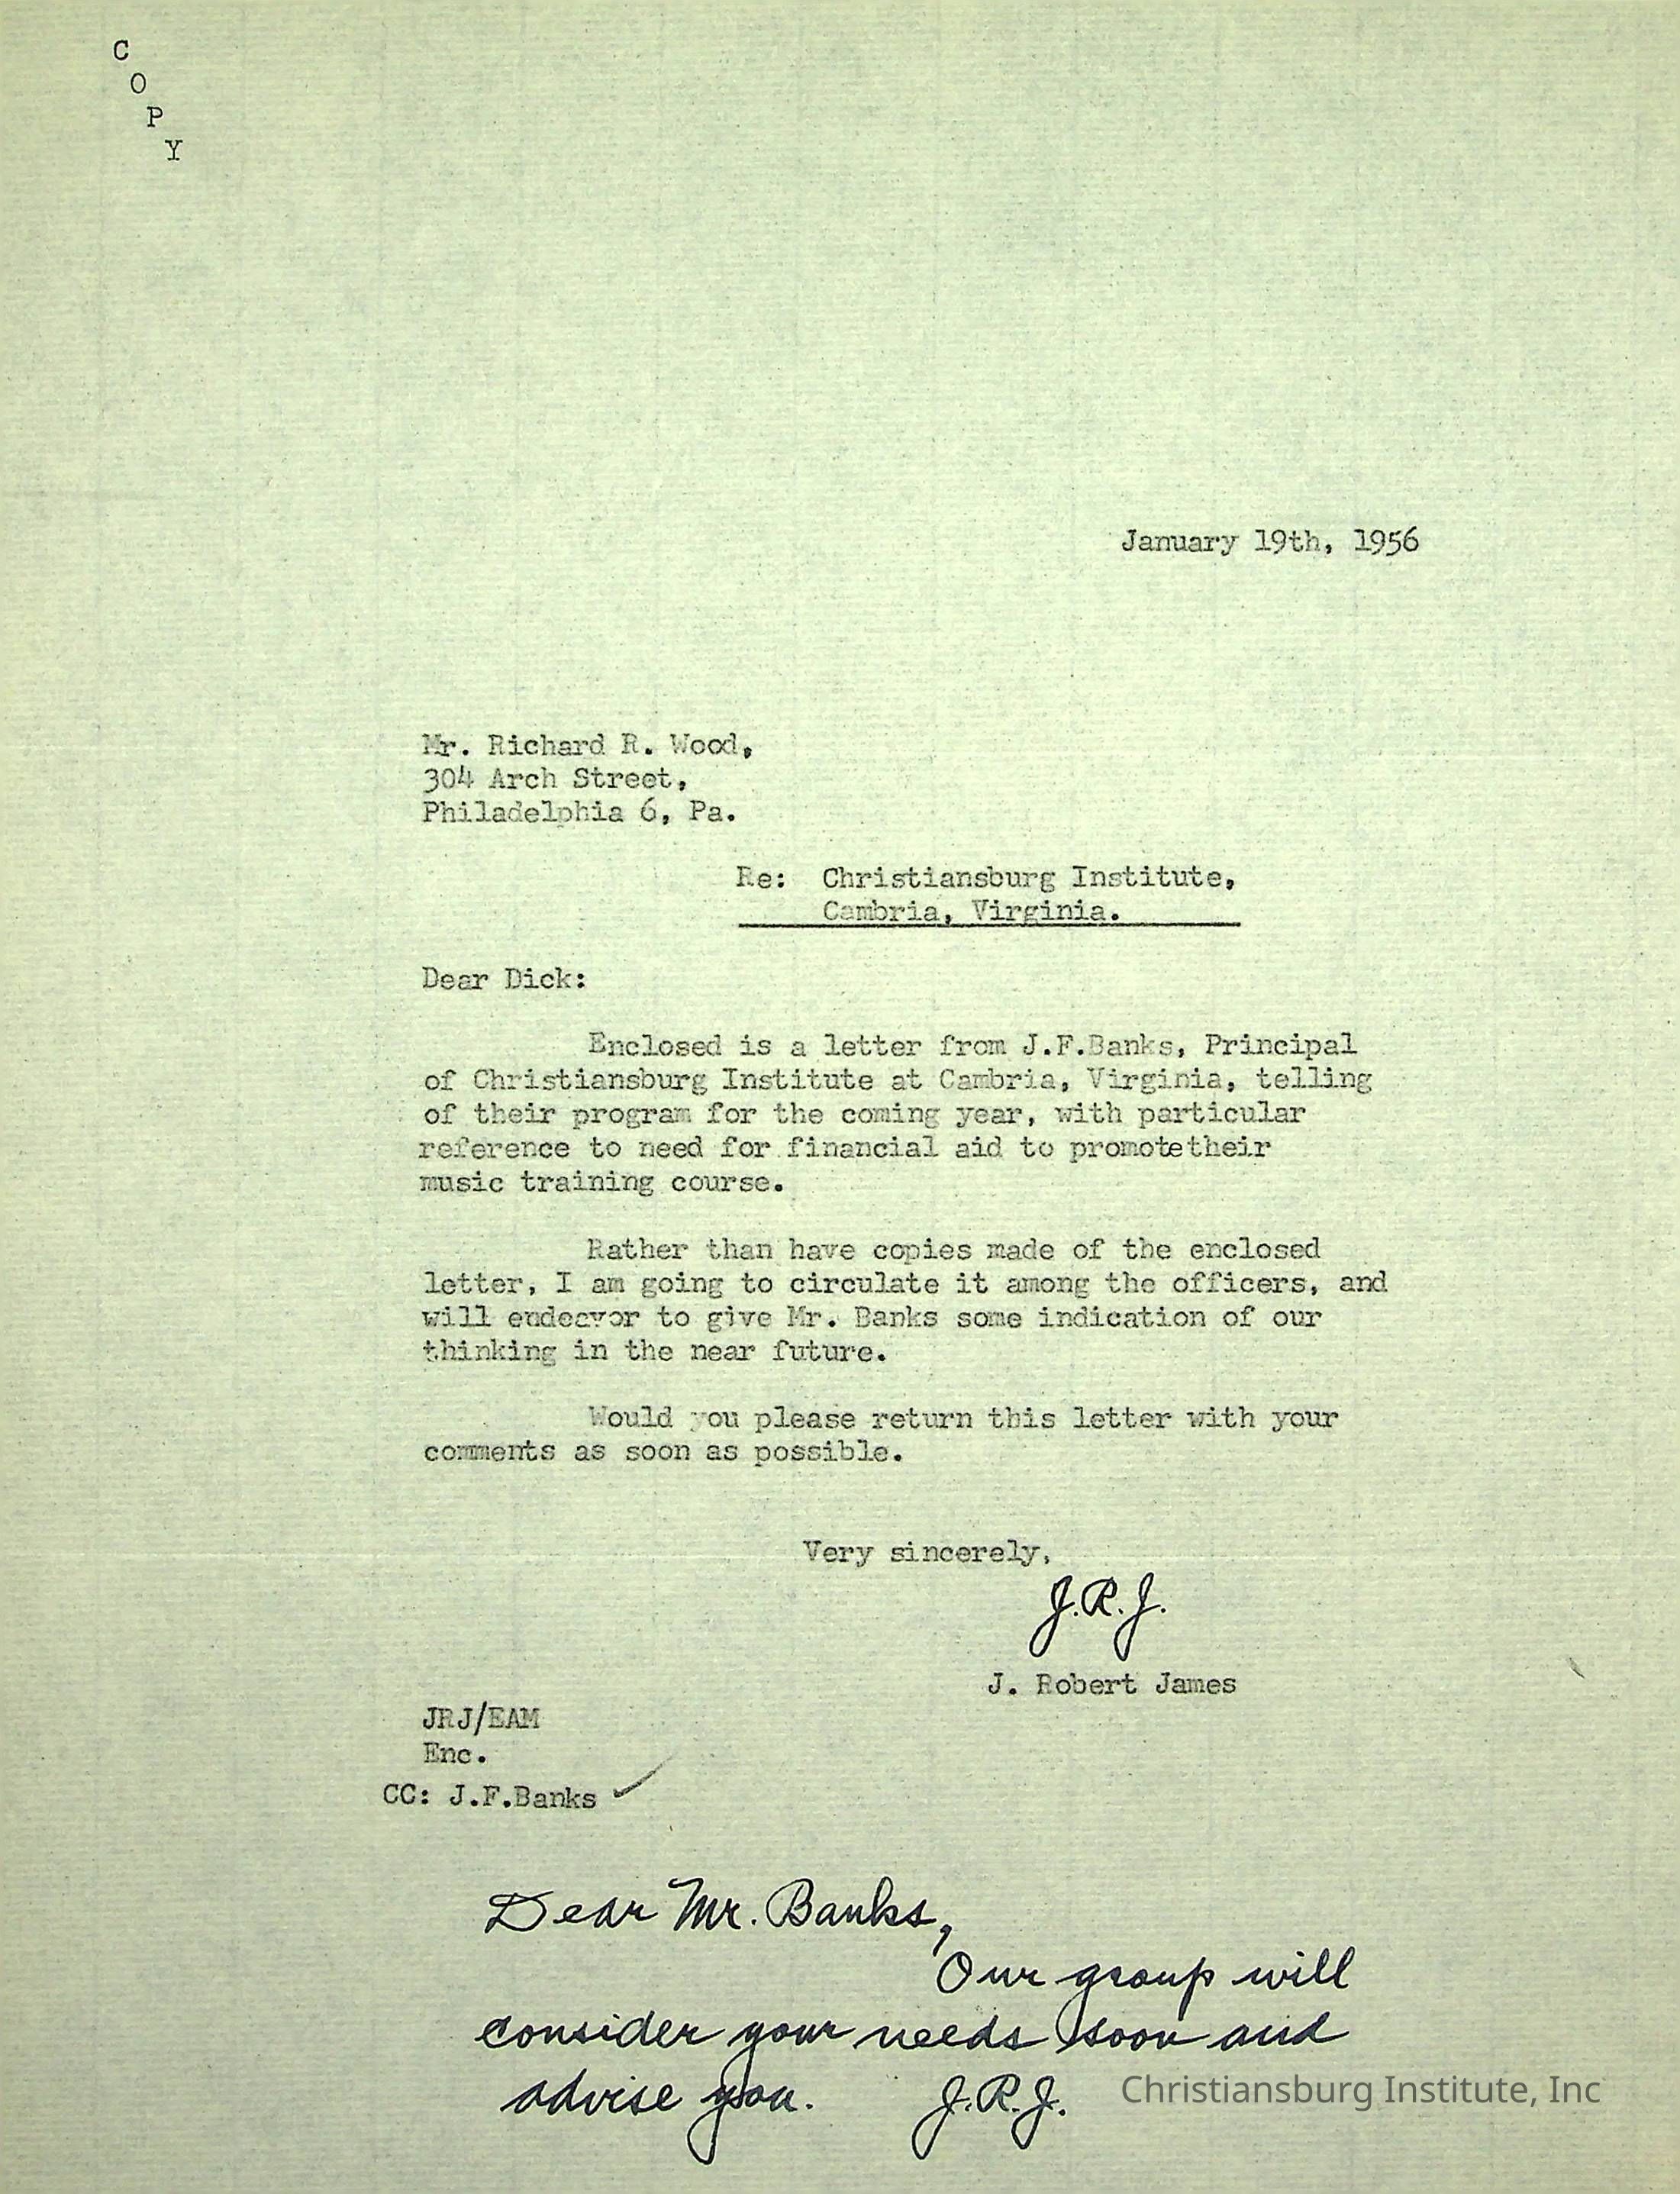 C
O
P
Y
January 19th, 1956
Mr. Richard R. Wood,
304 Arch Street,
Philadelphia 6, Pa.
Re: Christiansburg Institute,
Cambria, Virginia.
Dear Dick:
Enclosed is a letter from J.F.Banks, Principal
of Christiansburg Institute at Cambria, Virginia, telling
of their program for the coming year, with particular
reference to need for financial aid to promotetheir
music training course.
Rather than have copies made of the enclosed
letter, I am going to circulate it among the officers, and
will endeavor to give Mr. Banks some indication of our
thinking in the near future.
Would you please return this letter with your
comments as soon as possible.
Very sincerely,
J.R.J.
J. Robert James
JRJ/EAM
Enc.
CC: J.F.Banks ✓
Dear Mr. Banks,
Our group will
consider your needs soon and
advise you. J.R.J.
Christiansburg Institute, Inc